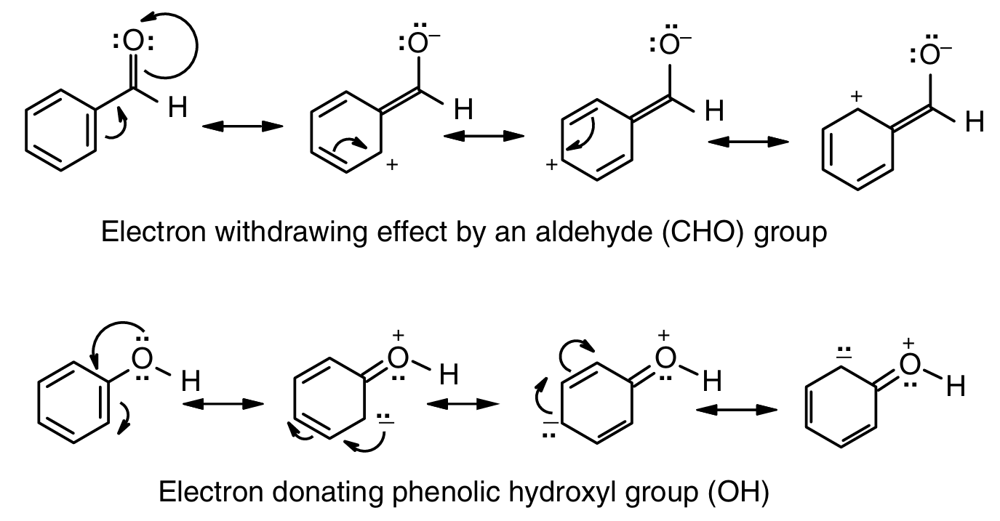 :O: :O− :O− :O−
H H H H
+ + +
Electron withdrawing effect by an aldehyde (CHO) group
+ + +
O O O O
H H H H
− − −
Electron donating phenolic hydroxyl group (OH)